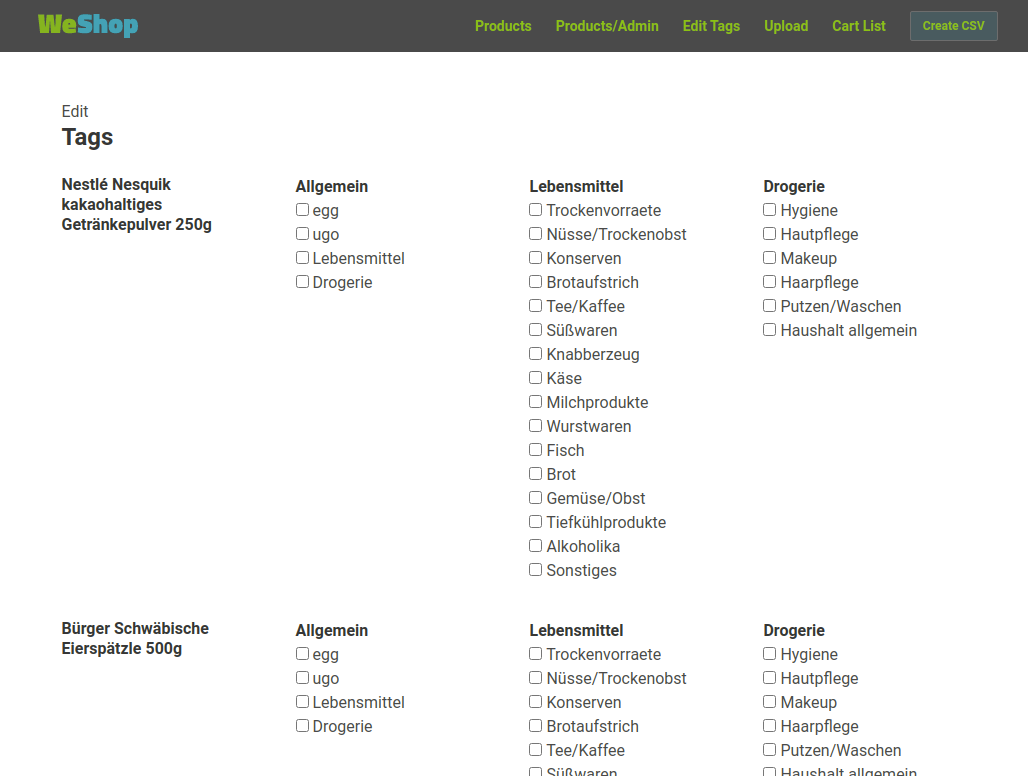 WeShop
Products
Products/Admin
Edit Tags
Upload
Cart List
Create CSV
Edit
Tags
Nestlé Nesquik
kakaohaltiges
Getränkepulver 250g
Allgemein
egg
ugo
Lebensmittel
Drogerie
Lebensmittel
Trockenvorraete
Nüsse/Trockenobst
Konserven
Brotaufstrich
Tee/Kaffee
Süßwaren
Knabberzeug
Käse
Milchprodukte
Wurstwaren
Fisch
Brot
Gemüse/Obst
Tiefkühlprodukte
Alkoholika
Sonstiges
Drogerie
Hygiene
Hautpflege
Makeup
Haarpflege
Putzen/Waschen
Haushalt allgemein
Bürger Schwäbische
Eierspätzle 500g
Allgemein
egg
ugo
Lebensmittel
Drogerie
Lebensmittel
Trockenvorraete
Nüsse/Trockenobst
Konserven
Brotaufstrich
Tee/Kaffee
Süßwaren
Drogerie
Hygiene
Hautpflege
Makeup
Haarpflege
Putzen/Waschen
Haushalt allgemein